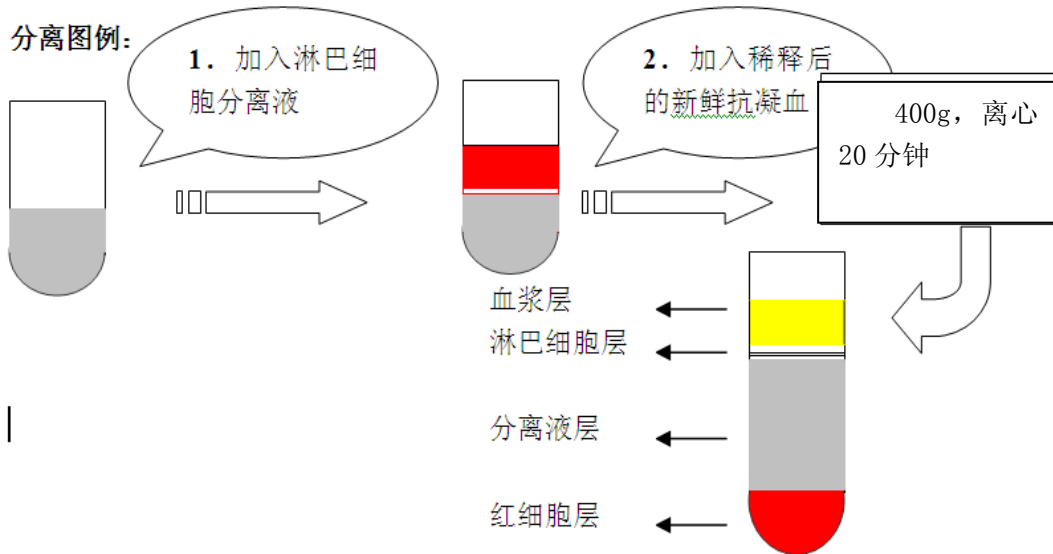 分离图例：
1．加入淋巴细
胞分离液
2．加入稀释后
的新鲜抗凝血
400g，离心
20 分钟
血浆层
淋巴细胞层
分离液层
红细胞层